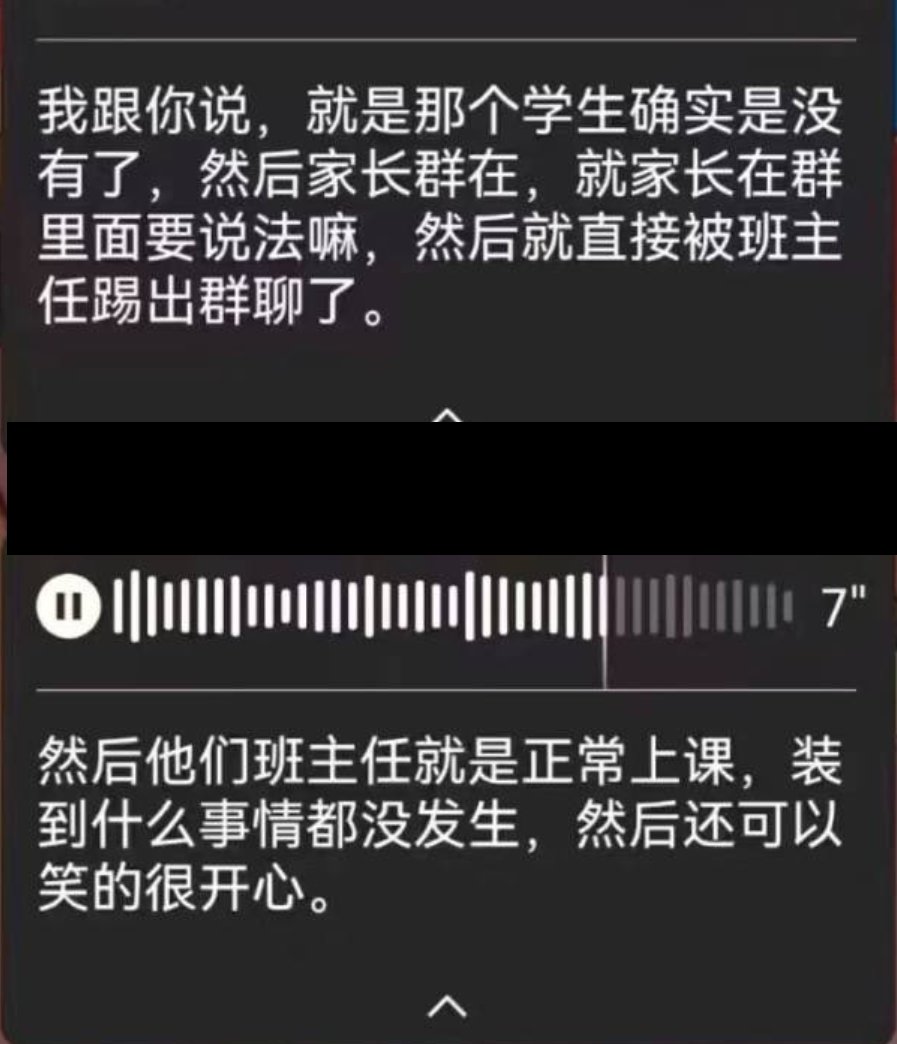 我跟你说，就是那个学生确实是没
有了，然后家长群在，就家长在群
里面要说法嘛，然后就直接被班主
任踢出群聊了。
7"
然后他们班主任就是正常上课，装
到什么事情都没发生，然后还可以
笑的很开心。